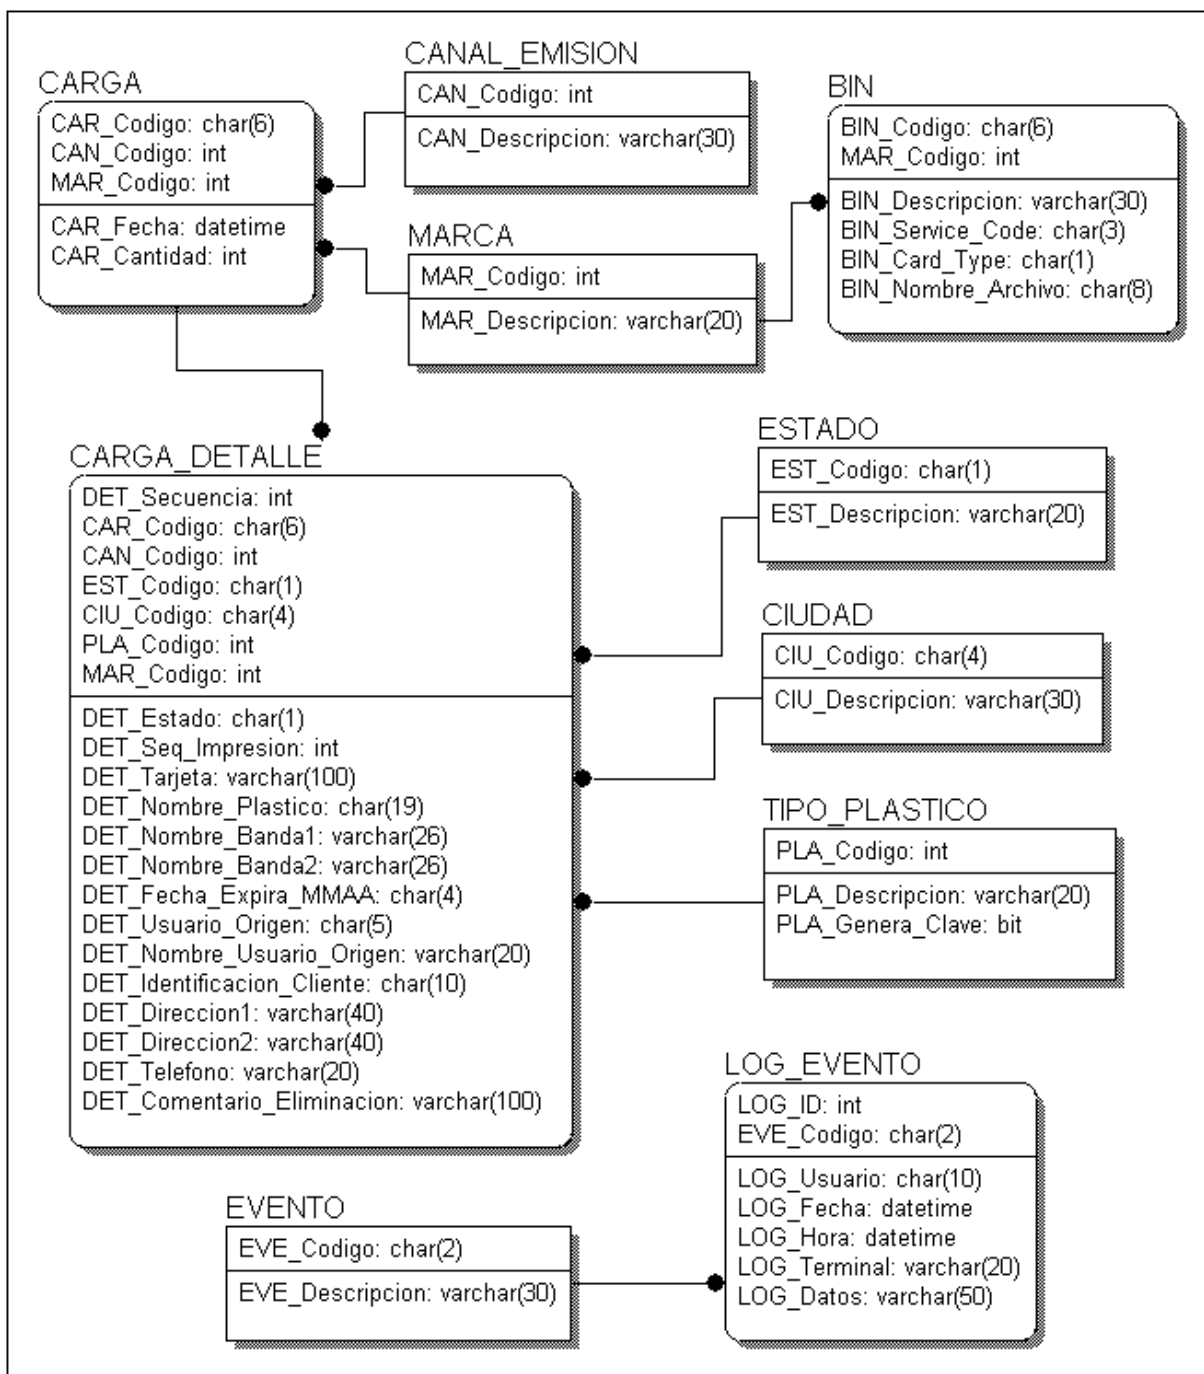 CARGA
CAR_Codigo: char(6)
CAN_Codigo: int
MAR_Codigo: int
CAR_Fecha: datetime
CAR_Cantidad: int
CANAL_EMISION
CAN_Codigo: int
CAN_Descripcion: varchar(30)
MARCA
MAR_Codigo: int
MAR_Descripcion: varchar(20)
BIN
BIN_Codigo: char(6)
MAR_Codigo: int
BIN_Descripcion: varchar(30)
BIN_Service_Code: char(3)
BIN_Card_Type: char(1)
BIN_Nombre_Archivo: char(8)
CARGA_DETALLE
DET_Secuencia: int
CAR_Codigo: char(6)
CAN_Codigo: int
EST_Codigo: char(1)
CIU_Codigo: char(4)
PLA_Codigo: int
MAR_Codigo: int
DET_Estado: char(1)
DET_Seq_Impresion: int
DET_Tarjeta: varchar(100)
DET_Nombre_Plastico: char(19)
DET_Nombre_Banda1: varchar(26)
DET_Nombre_Banda2: varchar(26)
DET_Fecha_Expira_MMAA: char(4)
DET_Usuario_Origen: char(5)
DET_Nombre_Usuario_Origen: varchar(20)
DET_Identificacion_Cliente: char(10)
DET_Direccion1: varchar(40)
DET_Direccion2: varchar(40)
DET_Telefono: varchar(20)
DET_Comentario_Eliminacion: varchar(100)
ESTADO
EST_Codigo: char(1)
EST_Descripcion: varchar(20)
CIUDAD
CIU_Codigo: char(4)
CIU_Descripcion: varchar(30)
TIPO_PLASTICO
PLA_Codigo: int
PLA_Descripcion: varchar(20)
PLA_Genera_Clave: bit
LOG_EVENTO
LOG_ID: int
EVE_Codigo: char(2)
LOG_Usuario: char(10)
LOG_Fecha: datetime
LOG_Hora: datetime
LOG_Terminal: varchar(20)
LOG_Datos: varchar(50)
EVENTO
EVE_Codigo: char(2)
EVE_Descripcion: varchar(30)